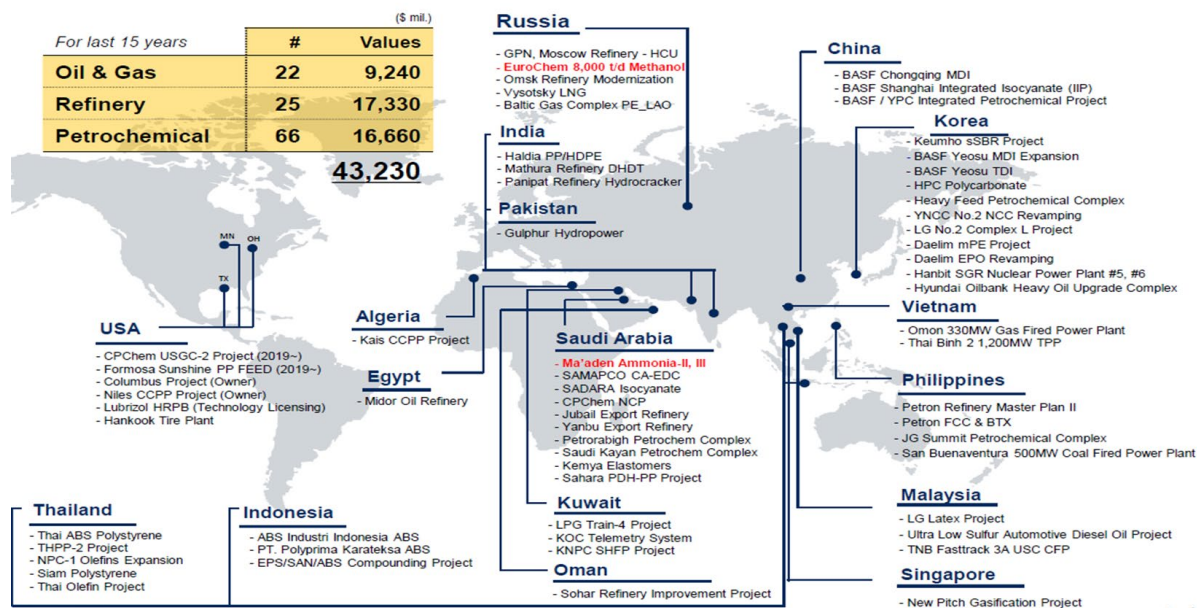 ($ mil.)
For last 15 years # Values
Oil & Gas 22 9,240
Refinery 25 17,330
Petrochemical 66 16,660
43,230
Russia
- GPN, Moscow Refinery - HCU
- EuroChem 8,000 t/d Methanol
- Omsk Refinery Modernization
- Vysotsky LNG
- Baltic Gas Complex PE_LAO
India
- Haldia PP/HDPE
- Mathura Refinery DHDT
- Panipat Refinery Hydrocracker
Pakistan
- Gulphur Hydropower
China
- BASF Chongqing MDI
- BASF Shanghai Integrated Isocyanate (IIP)
- BASF / YPC Integrated Petrochemical Project
Korea
- Keumho sSBR Project
- BASF Yeosu MDI Expansion
- BASF Yeosu TDI
- HPC Polycarbonate
- Heavy Feed Petrochemical Complex
- YNCC No.2 NCC Revamping
- LG No.2 Complex L Project
- Daelim mPE Project
- Daelim EPO Revamping
- Hanbit SGR Nuclear Power Plant #5, #6
- Hyundai Oilbank Heavy Oil Upgrade Complex
MN
OH
TX
USA
- CPChem USGC-2 Project (2019~)
- Formosa Sunshine PP FEED (2019~)
- Columbus Project (Owner)
- Niles CCPP Project (Owner)
- Lubrizol HRPB (Technology Licensing)
- Hankook Tire Plant
Algeria
- Kais CCPP Project
Egypt
- Midor Oil Refinery
Saudi Arabia
- Ma'aden Ammonia-II, III
- SAMAPCO CA-EDC
- SADARA Isocyanate
- CPChem NCP
- Jubail Export Refinery
- Yanbu Export Refinery
- Petrorabigh Petrochem Complex
- Saudi Kayan Petrochem Complex
- Kemya Elastomers
- Sahara PDH-PP Project
Vietnam
- Omon 330MW Gas Fired Power Plant
- Thai Binh 2 1,200MW TPP
Philippines
- Petron Refinery Master Plan II
- Petron FCC & BTX
- JG Summit Petrochemical Complex
- San Buenaventura 500MW Coal Fired Power Plant
Thailand
- Thai ABS Polystyrene
- THPP-2 Project
- NPC-1 Olefins Expansion
- Siam Polystyrene
- Thai Olefin Project
Indonesia
- ABS Industri Indonesia ABS
- PT. Polyprima Karateksa ABS
- EPS/SAN/ABS Compounding Project
Kuwait
- LPG Train-4 Project
- KOC Telemetry System
- KNPC SHFP Project
Oman
- Sohar Refinery Improvement Project
Malaysia
- LG Latex Project
- Ultra Low Sulfur Automotive Diesel Oil Project
- TNB Fasttrack 3A USC CFP
Singapore
- New Pitch Gasification Project